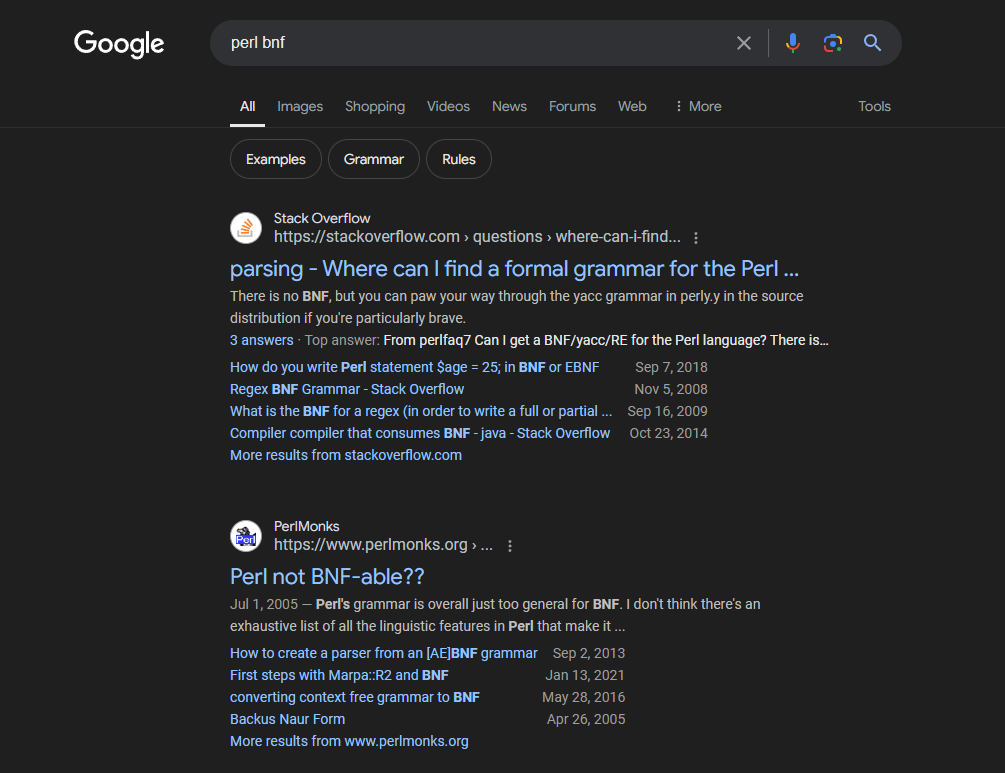 Google
perl bnf
All Images Shopping Videos News Forums Web More Tools
Examples Grammar Rules
Stack Overflow
https://stackoverflow.com › questions › where-can-i-find...
parsing - Where can I find a formal grammar for the Perl ...
There is no BNF, but you can paw your way through the yacc grammar in perly.y in the source
distribution if you're particularly brave.
3 answers · Top answer: From perlfaq7 Can I get a BNF/yacc/RE for the Perl language? There is...
How do you write Perl statement $age = 25; in BNF or EBNF Sep 7, 2018
Regex BNF Grammar - Stack Overflow Nov 5, 2008
What is the BNF for a regex (in order to write a full or partial ... Sep 16, 2009
Compiler compiler that consumes BNF - java - Stack Overflow Oct 23, 2014
More results from stackoverflow.com
PerlMonks
Perl
https://www.perlmonks.org › ...
Perl not BNF-able??
Jul 1, 2005 — Perl's grammar is overall just too general for BNF. I don't think there's an
exhaustive list of all the linguistic features in Perl that make it ...
How to create a parser from an [AE]BNF grammar Sep 2, 2013
First steps with Marpa::R2 and BNF Jan 13, 2021
converting context free grammar to BNF May 28, 2016
Backus Naur Form Apr 26, 2005
More results from www.perlmonks.org